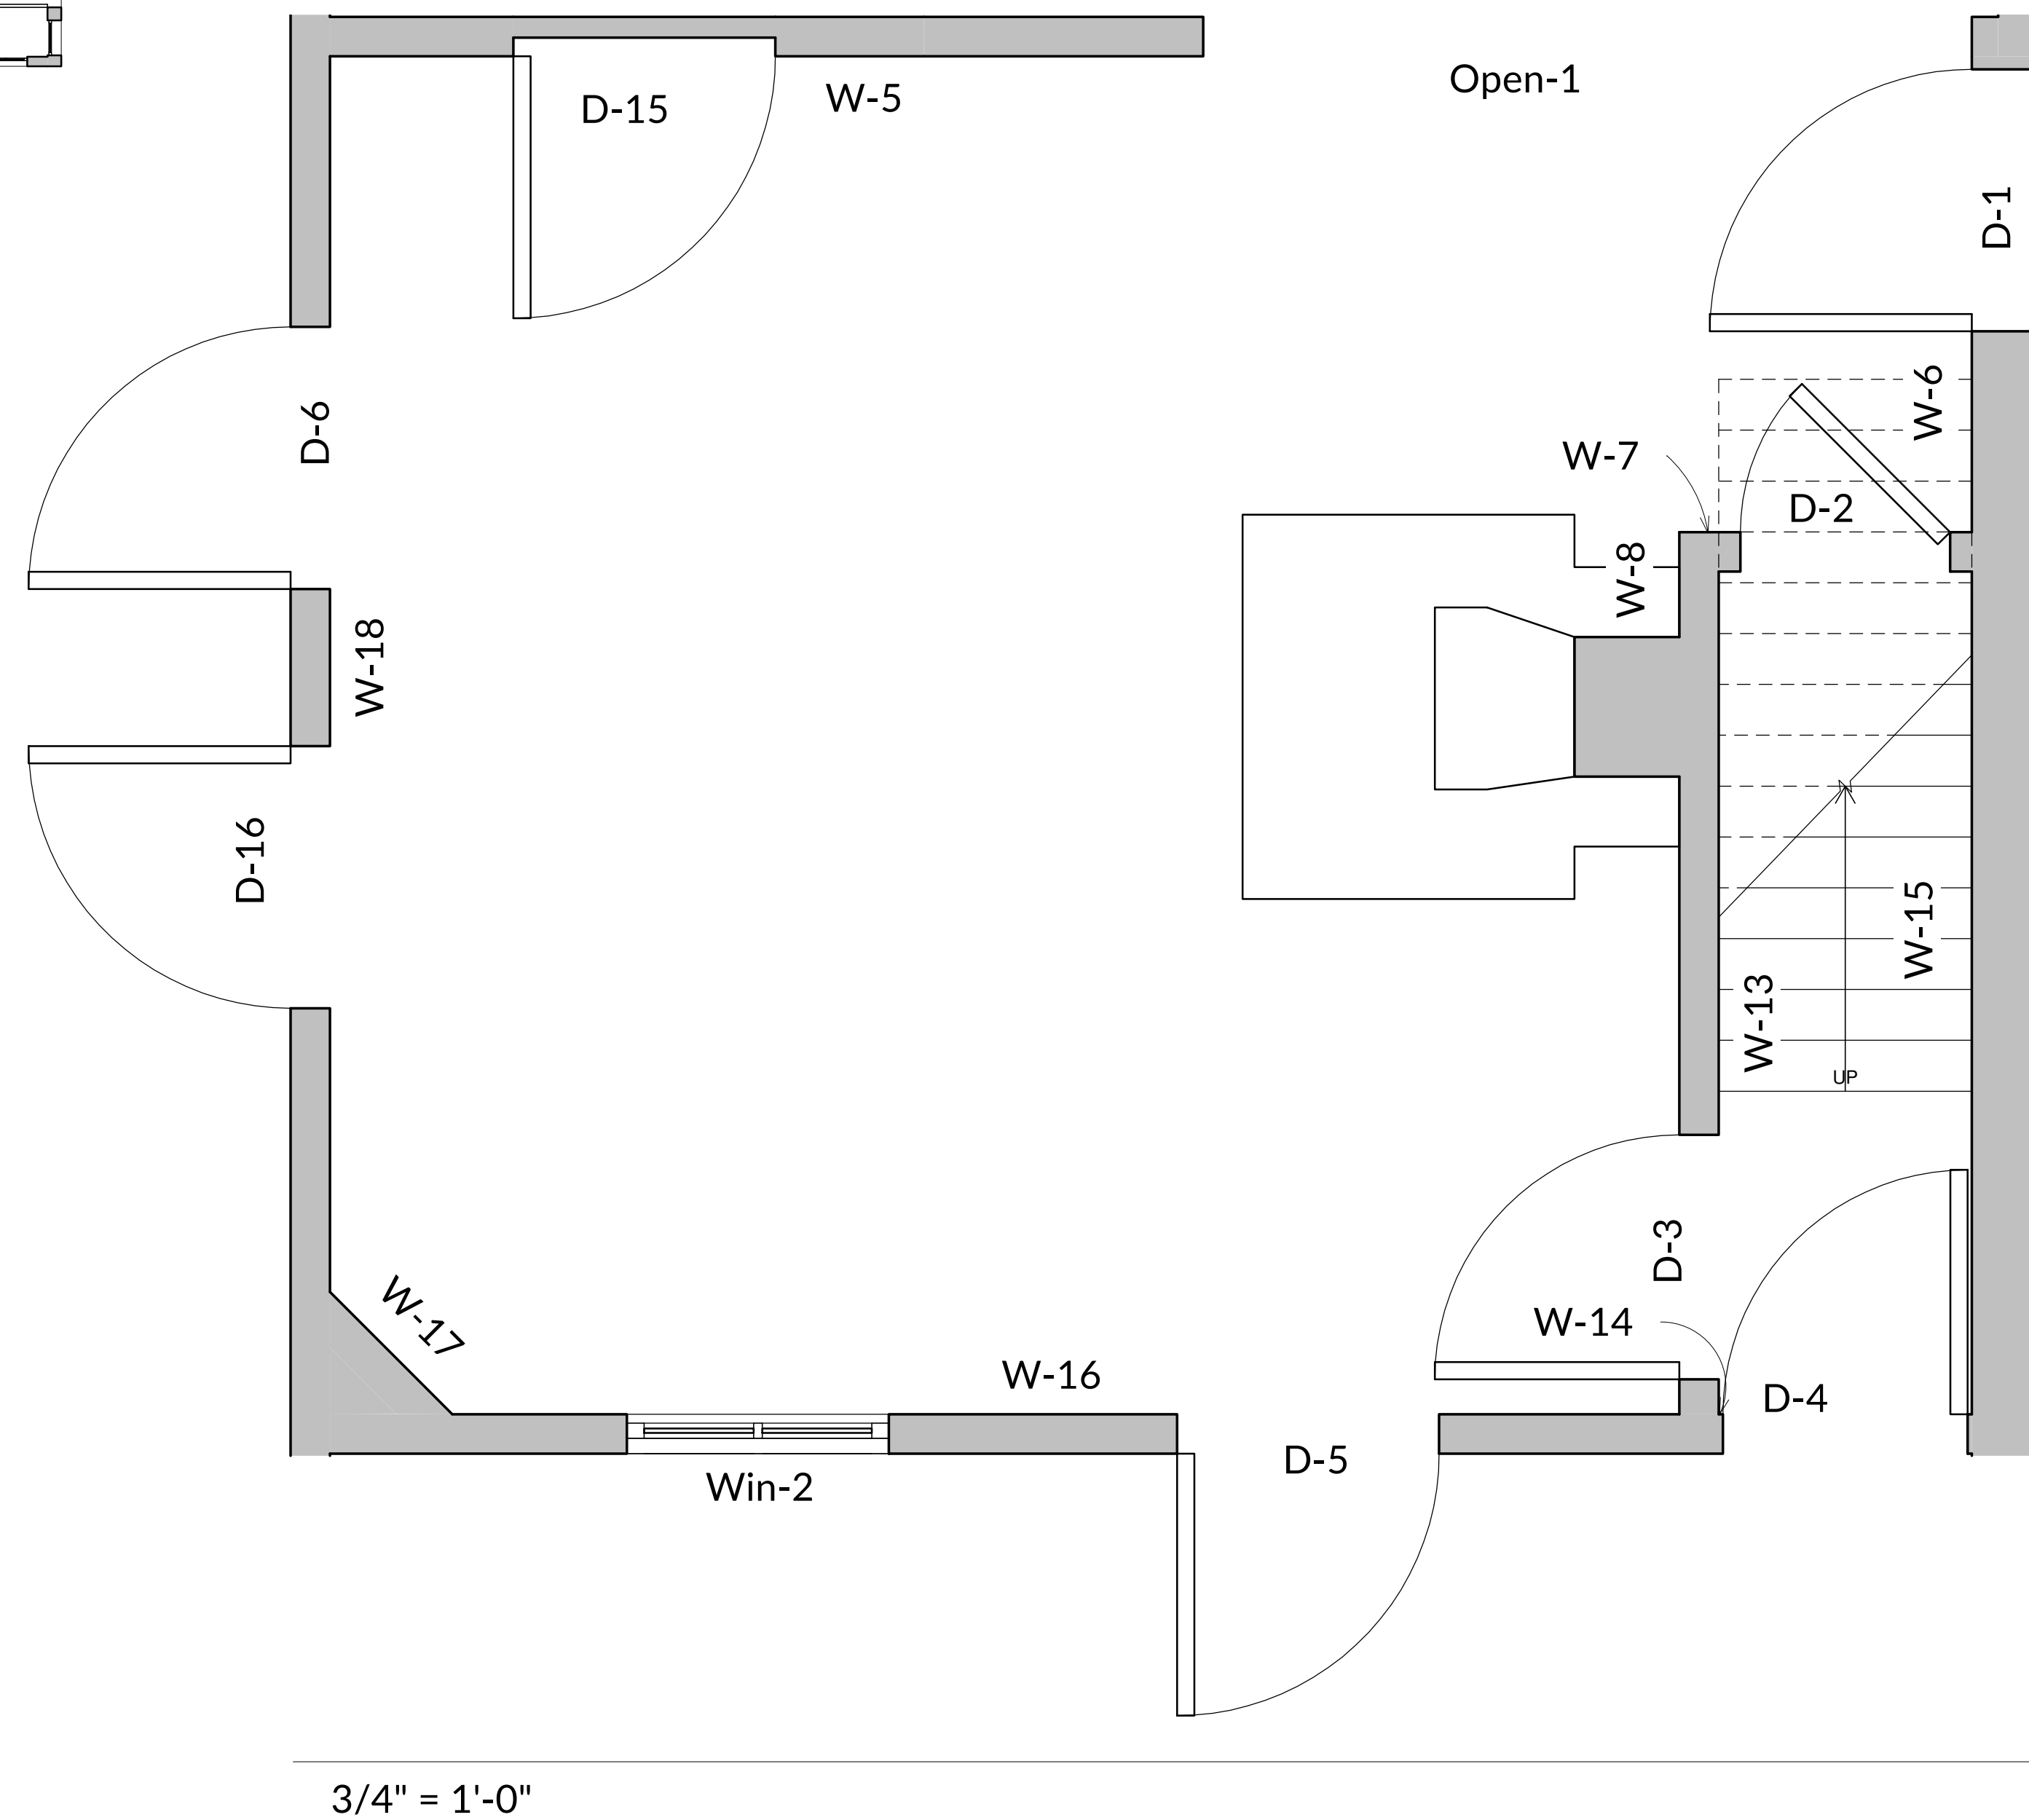 Open-1
D-15
W-5
D-1
W-6
D-6
W-7
D-2
W-8
W-18
D-16
W-15
W-13
UP
D-3
W-17
W-14
W-16
D-4
D-5
Win-2
3/4" = 1'-0"